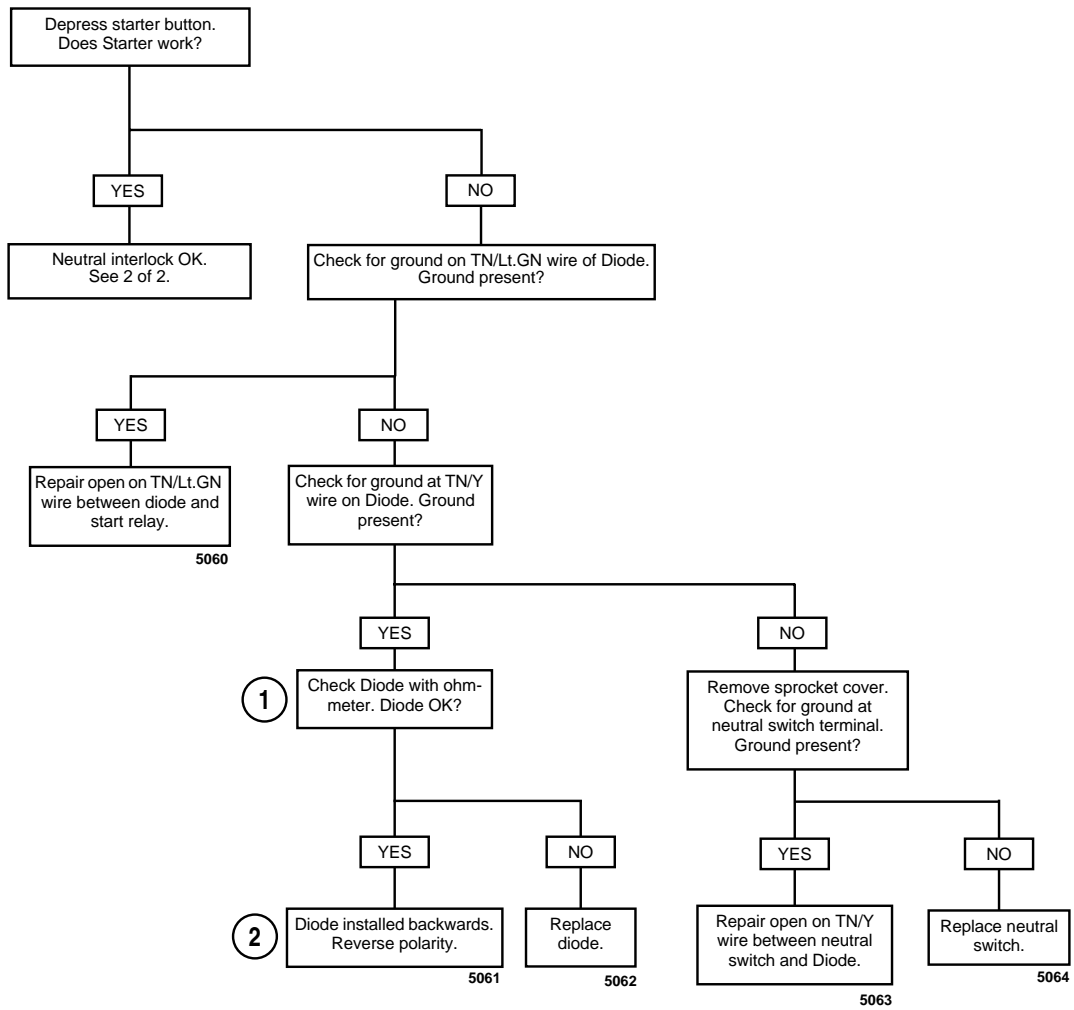 Depress starter button.
Does Starter work?
YES
NO
Neutral interlock OK.
See 2 of 2.
Check for ground on TN/Lt.GN wire of Diode.
Ground present?
YES
NO
Repair open on TN/Lt.GN
wire between diode and
start relay.
5060
Check for ground at TN/Y
wire on Diode. Ground
present?
YES
NO
1
Check Diode with ohm-
meter. Diode OK?
Remove sprocket cover.
Check for ground at
neutral switch terminal.
Ground present?
YES
NO
YES
NO
2
Diode installed backwards.
Reverse polarity.
5061
Replace
diode.
5062
Repair open on TN/Y
wire between neutral
switch and Diode.
5063
Replace neutral
switch.
5064